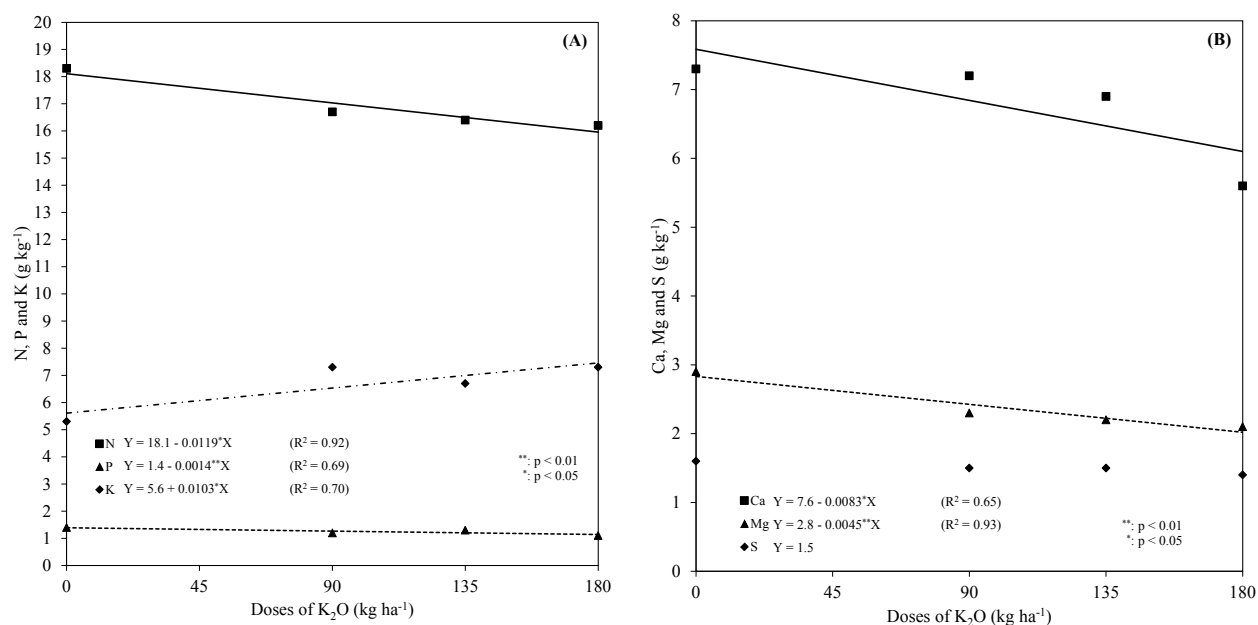 (A)
N, P and K (g kg⁻¹)
20
19
18
17
16
15
14
13
12
11
10
9
8
7
6
5
4
3
2
1
0
N Y = 18.1 - 0.0119*X (R² = 0.92)
P Y = 1.4 - 0.0014**X (R² = 0.69)
K Y = 5.6 + 0.0103*X (R² = 0.70)
**: p < 0.01
*: p < 0.05
0 45 90 135 180
Doses of K₂O (kg ha⁻¹)
(B)
Ca, Mg and S (g kg⁻¹)
8
7
6
5
4
3
2
1
0
Ca Y = 7.6 - 0.0083*X (R² = 0.65)
Mg Y = 2.8 - 0.0045**X (R² = 0.93)
S Y = 1.5
**: p < 0.01
*: p < 0.05
0 45 90 135 180
Doses of K₂O (kg ha⁻¹)